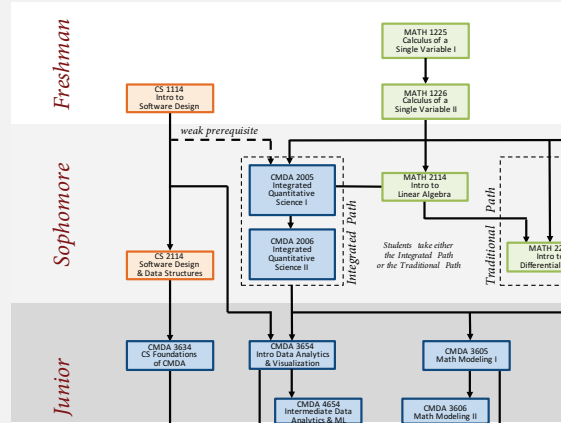 Freshman
MATH 1225
Calculus of a
Single Variable I
CS 1114
Intro to
Software Design
MATH 1226
Calculus of a
Single Variable II
weak prerequisite
Sophomore
CMDA 2005
Integrated
Quantitative
Science I
MATH 2114
Intro to
Linear Algebra
CMDA 2006
Integrated
Quantitative
Science II
Integrated Path
Students take either
the Integrated Path
or the Traditional Path
Traditional Path
CS 2114
Software Design
& Data Structures
MATH
Intro
Differential
Junior
CMDA 3634
CS Foundations
of CMDA
CMDA 3654
Intro Data Analytics
& Visualization
CMDA 3605
Math Modeling I
CMDA 4654
Intermediate Data
Analytics & ML
CMDA 3606
Math Modeling II